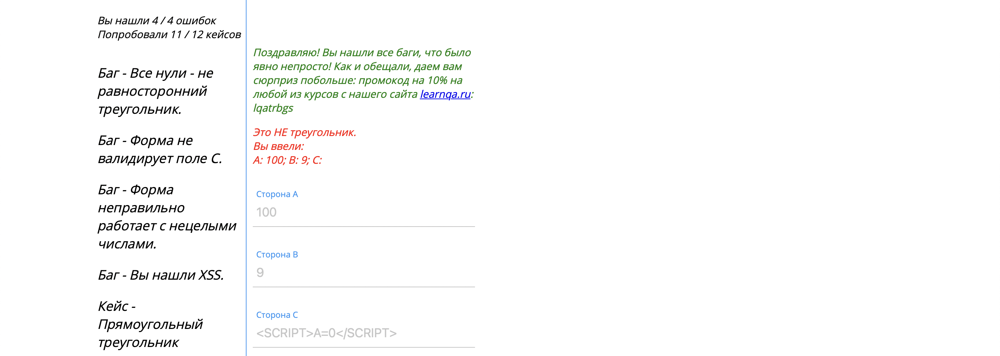 Вы нашли 4 / 4 ошибок
Попробовали 11 / 12 кейсов
Баг - Все нули - не
равносторонний
треугольник.
Баг - Форма не
валидирует поле C.
Баг - Форма
неправильно
работает с нецелыми
числами.
Баг - Вы нашли XSS.
Кейс -
Прямоугольный
треугольник
Поздравляю! Вы нашли все баги, что было
явно непросто! Как и обещали, даем вам
сюрприз побольше: промокод на 10% на
любой из курсов с нашего сайта learnqa.ru:
lqatrbgs
Это НЕ треугольник.
Вы ввели:
A: 100; B: 9; C:
Сторона A
100
Сторона B
9
Сторона C
<SCRIPT>A=0</SCRIPT>